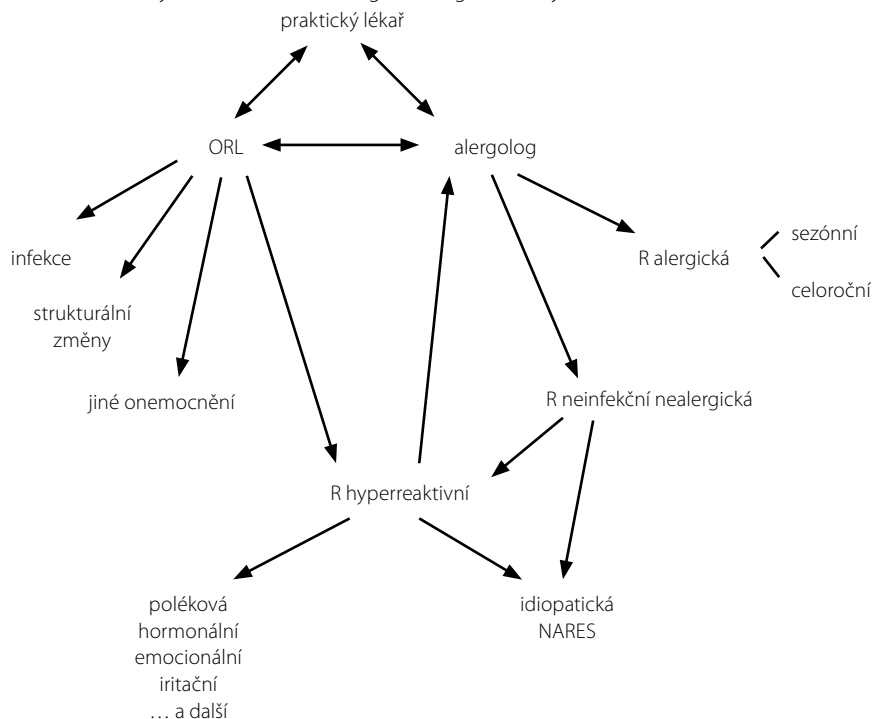 praktický lékař
ORL
alergolog
sezónní
infekce
R alergická
celoroční
strukturální
změny
jiné onemocnění
R neinfekční nealergická
R hyperreaktivní
poléková
hormonální
emocionální
iritační
… a další
idiopatická
NARES